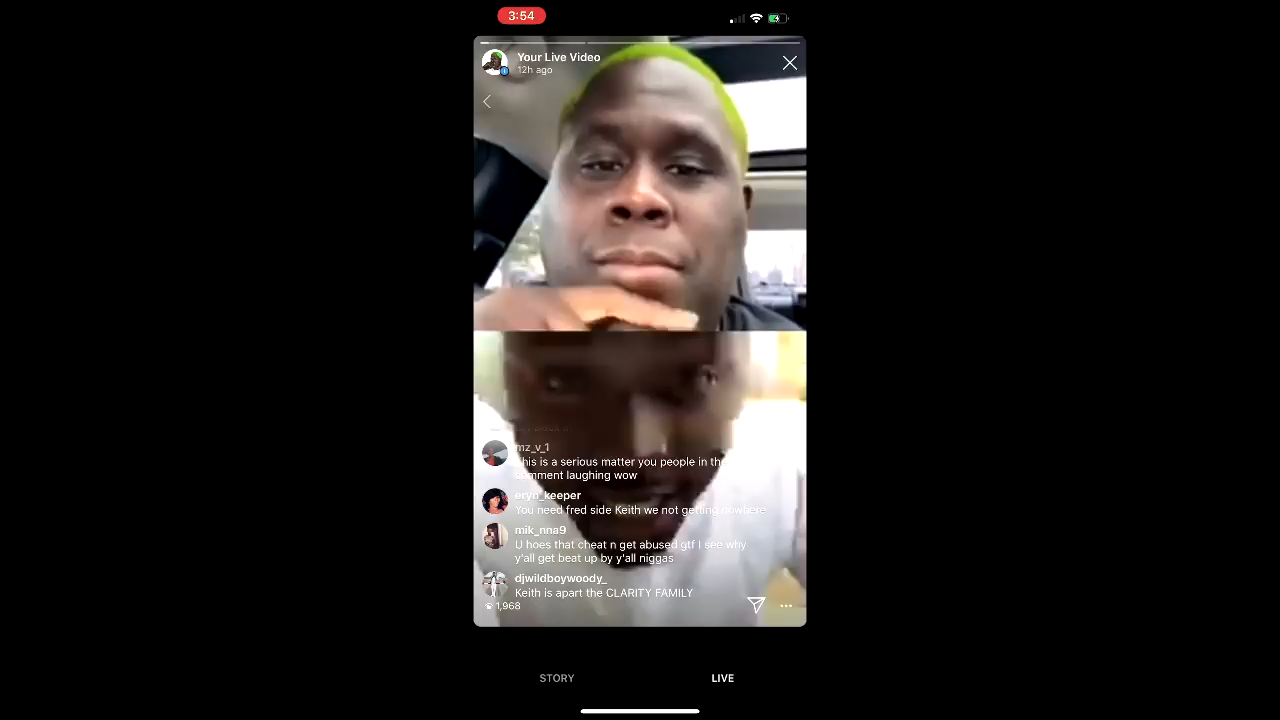 3:54
Your Live Video
12h ago
mz_v_1
This is a serious matter you people in the
comment laughing wow
eryn_keeper
You need fred side Keith we not getting nowhere
mik_nna9
U hoes that cheat n get abused gtf I see why
y'all get beat up by y'all niggas
djwildboywoody_
Keith is apart the CLARITY FAMILY
1,968
STORY
LIVE